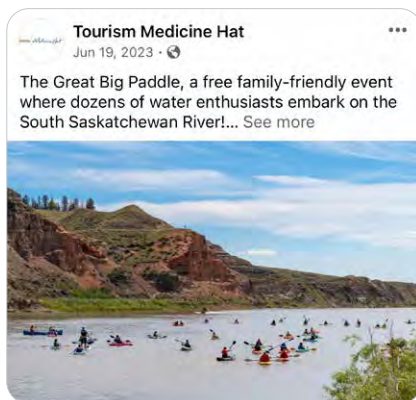 Tourism Medicine Hat
Jun 19, 2023 ·
The Great Big Paddle, a free family-friendly event
where dozens of water enthusiasts embark on the
South Saskatchewan River!... See more